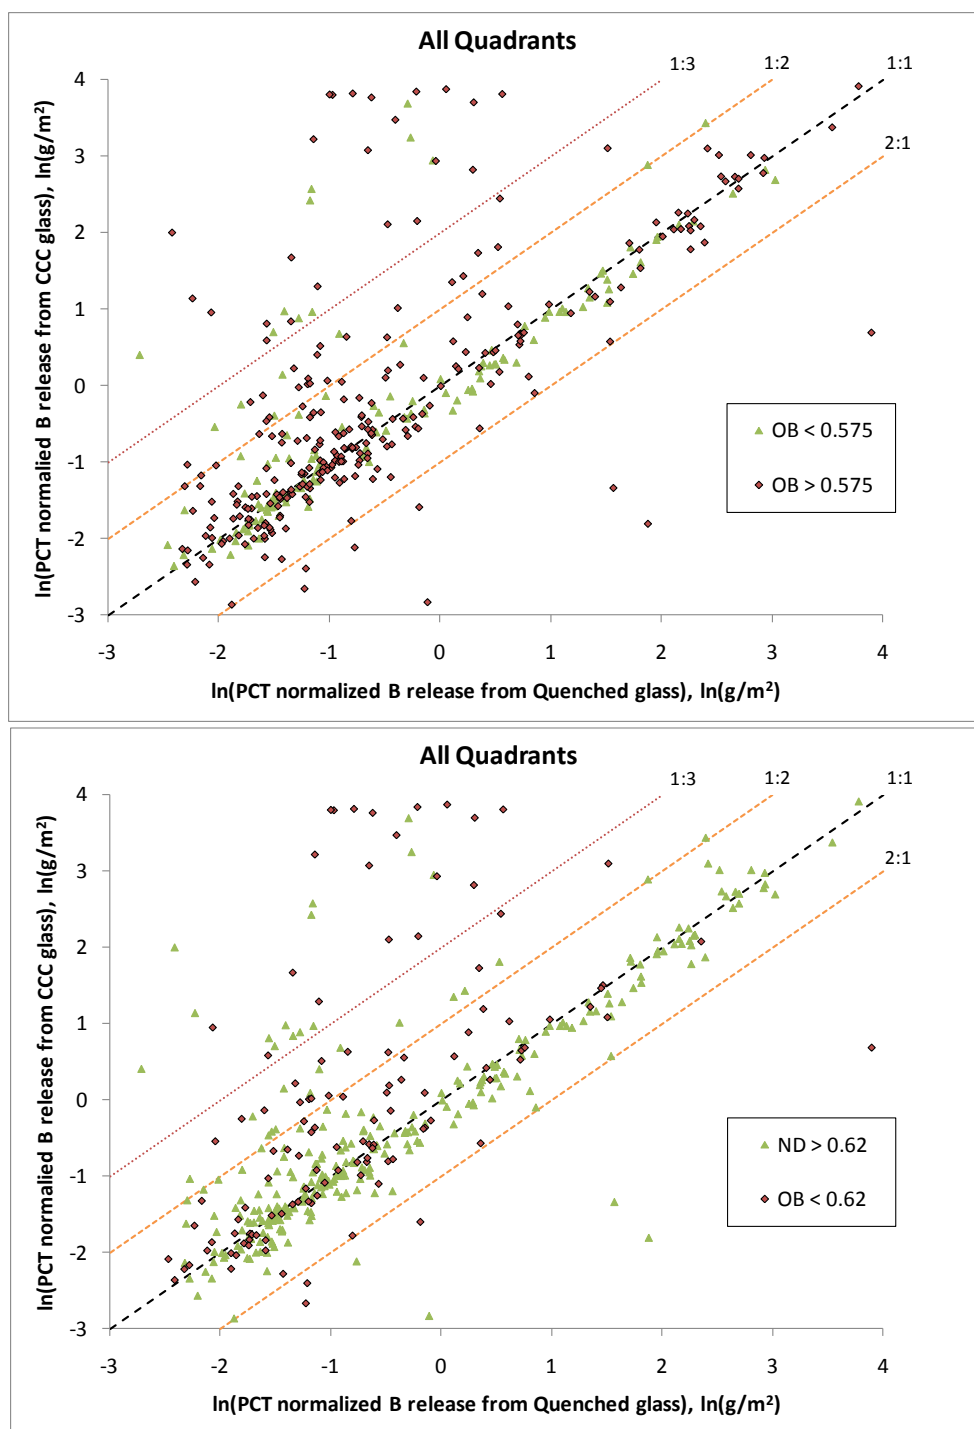 All Quadrants
1:3
1:2
1:1
2:1
4
3
2
1
0
-1
-2
-3
ln(PCT normalied B release from CCC glass), ln(g/m²)
OB < 0.575
OB > 0.575
-3 -2 -1 0 1 2 3 4
ln(PCT normalized B release from Quenched glass), ln(g/m²)
All Quadrants
1:3
1:2
1:1
2:1
4
3
2
1
0
-1
-2
-3
ln(PCT normalied B release from CCC glass), ln(g/m²)
ND > 0.62
OB < 0.62
-3 -2 -1 0 1 2 3 4
ln(PCT normalized B release from Quenched glass), ln(g/m²)